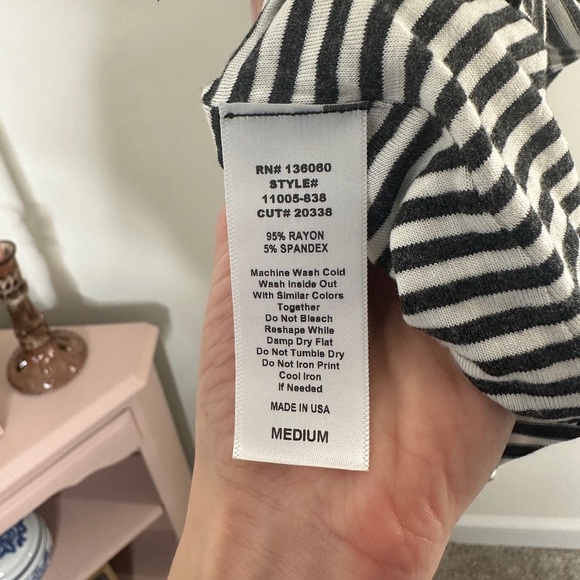 RN# 136060
STYLE#
11005-838
CUT# 20338
95% RAYON
5% SPANDEX
Machine Wash Cold
Wash Inside Out
With Similar Colors
Together
Do Not Bleach
Reshape While
Damp Dry Flat
Do Not Tumble Dry
Do Not Iron Print
Cool Iron
If Needed
MADE IN USA
MEDIUM